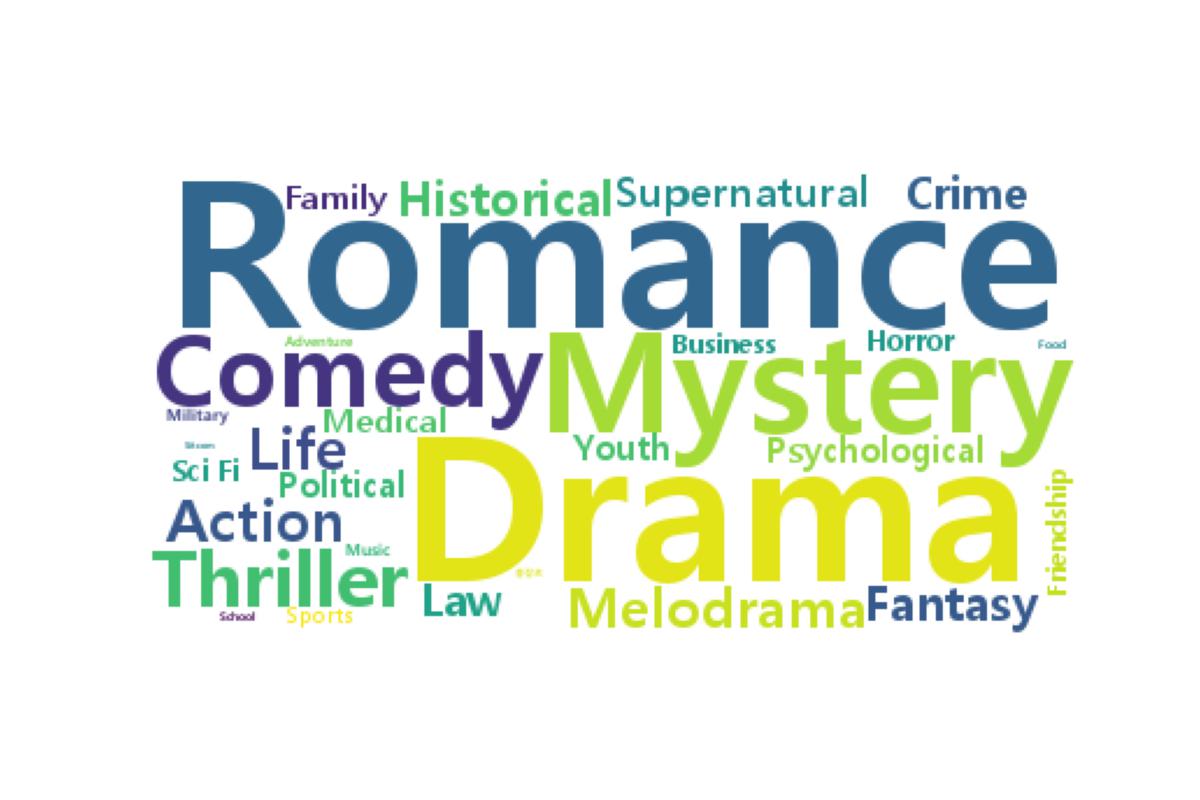 Family Historical Supernatural Crime
Romance
Adventure Business Horror Food
Comedy Mystery
Military Medical
Life Youth Psychological
Sitcom
Sci Fi
Political Drama Friendship
Action
Music
Thriller
School Sports Law Melodrama Fantasy